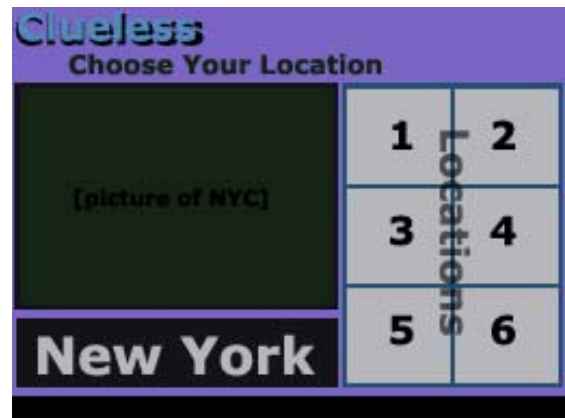 Clueless
Choose Your Location
[picture of NYC]
New York
1 2
3 4
5 6
Locations